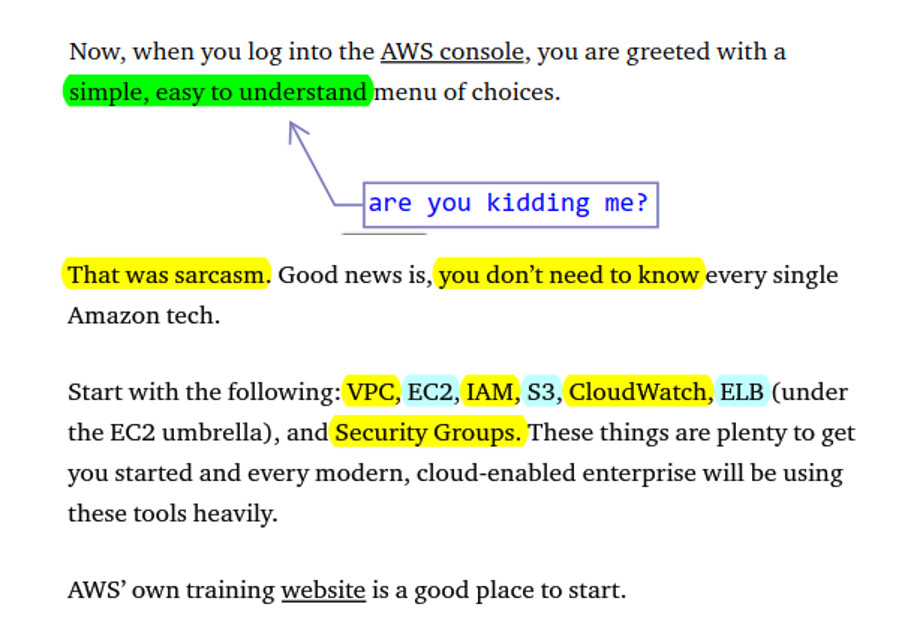 Now, when you log into the AWS console, you are greeted with a
simple, easy to understand menu of choices.
are you kidding me?
That was sarcasm. Good news is, you don’t need to know every single
Amazon tech.
Start with the following: VPC, EC2, IAM, S3, CloudWatch, ELB (under
the EC2 umbrella), and Security Groups. These things are plenty to get
you started and every modern, cloud-enabled enterprise will be using
these tools heavily.
AWS’ own training website is a good place to start.